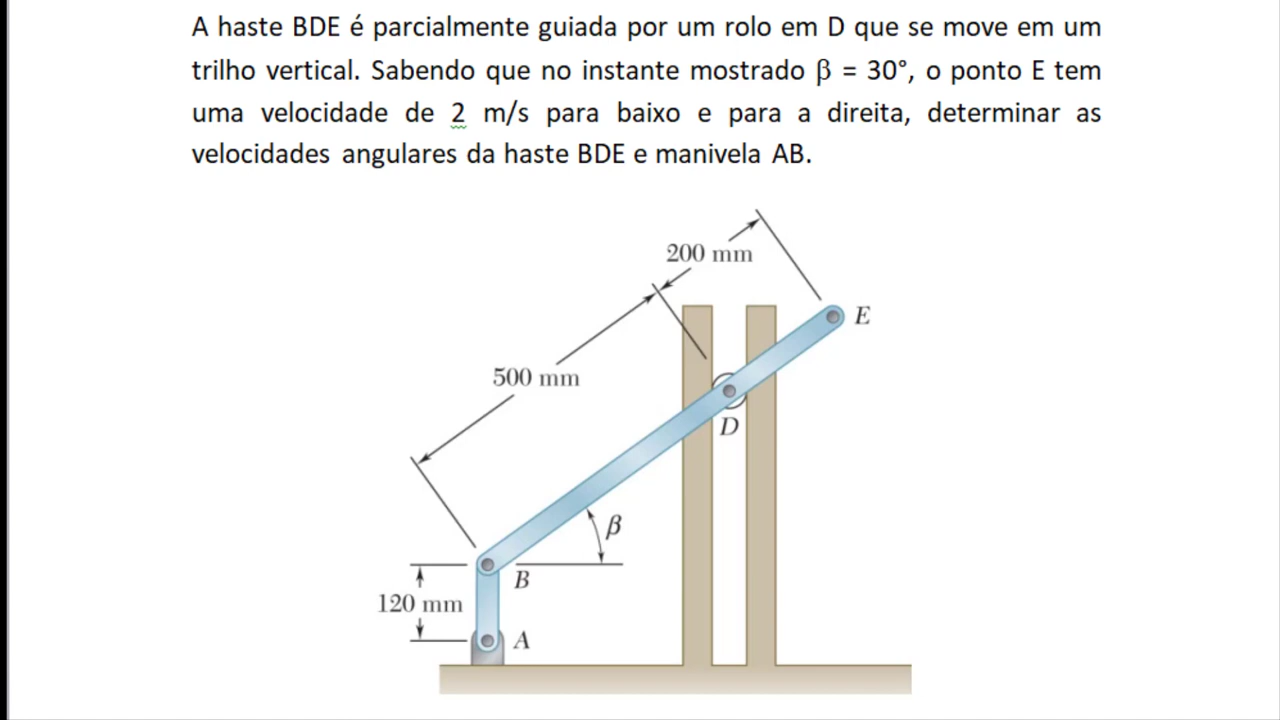 A haste BDE é parcialmente guiada por um rolo em D que se move em um
trilho vertical. Sabendo que no instante mostrado β = 30°, o ponto E tem
uma velocidade de 2 m/s para baixo e para a direita, determinar as
velocidades angulares da haste BDE e manivela AB.
200 mm
E
500 mm
D
β
B
120 mm
A